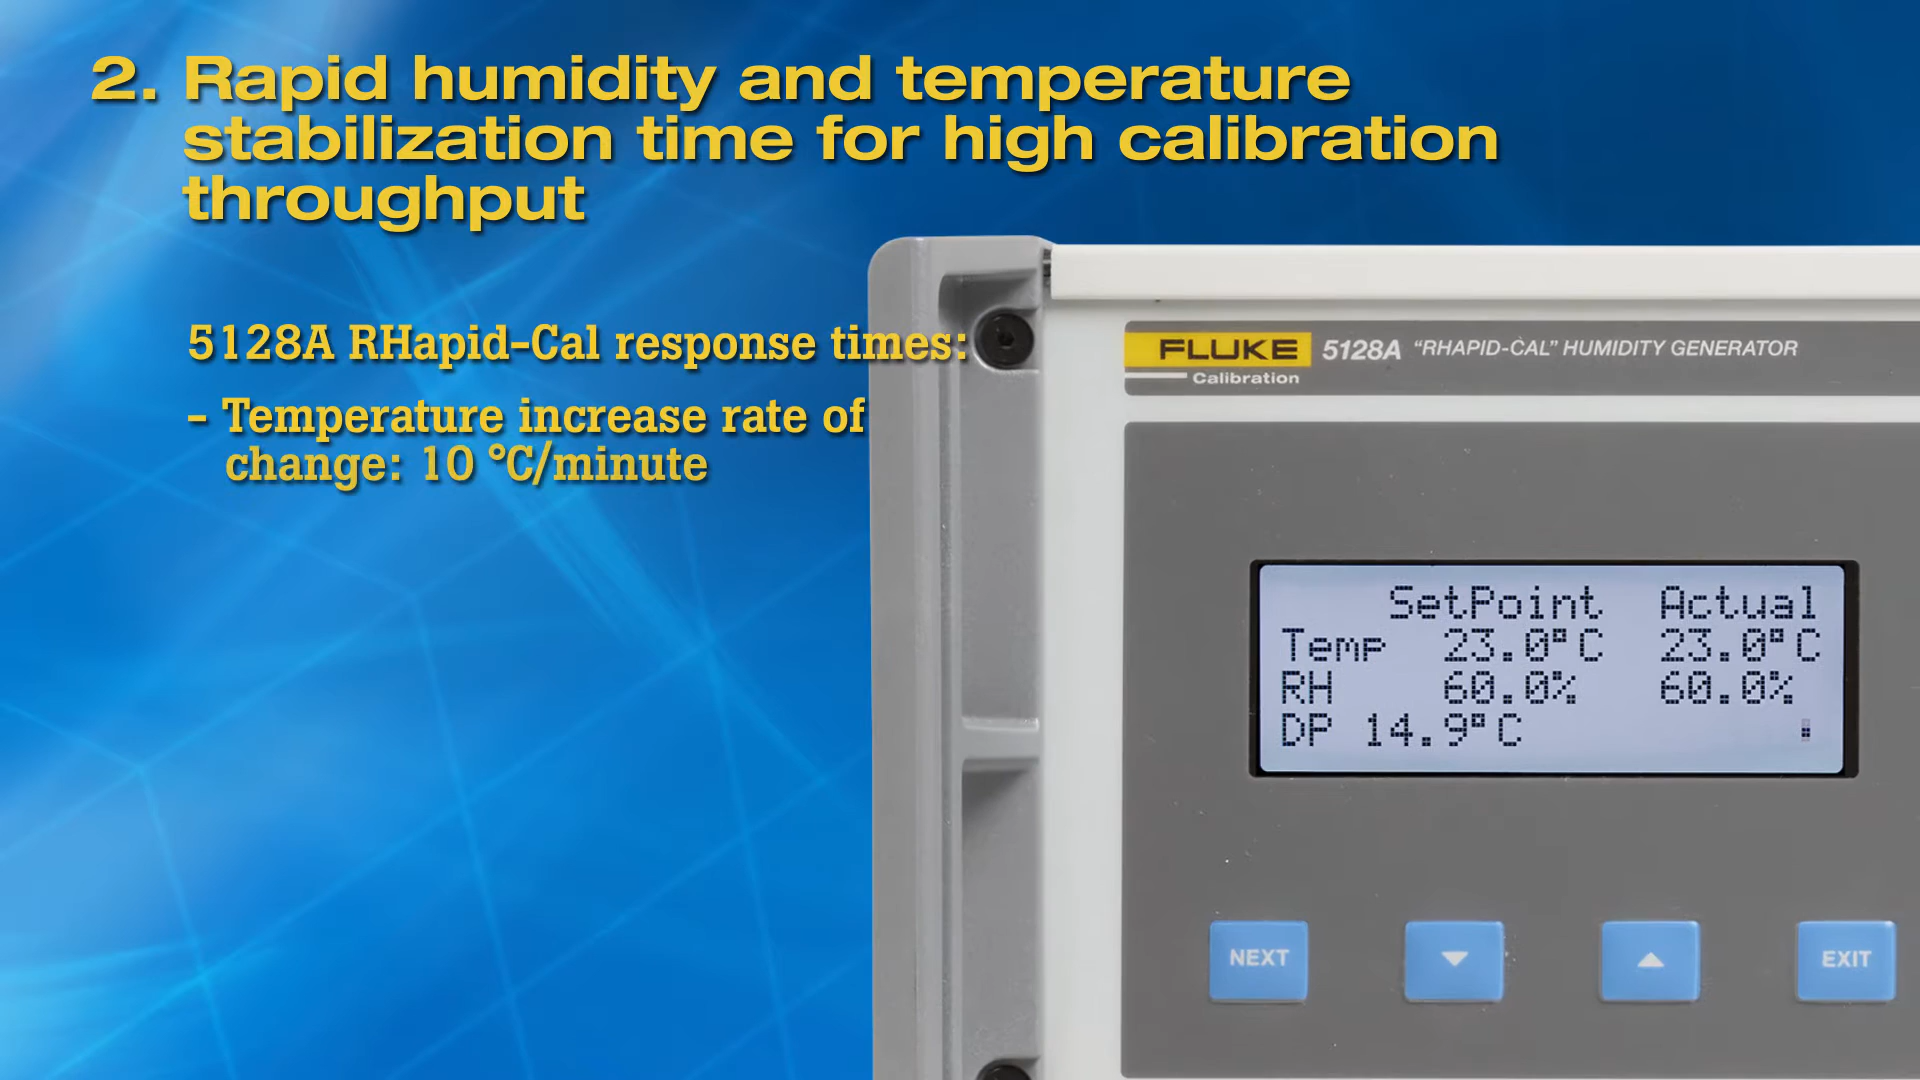 2. Rapid humidity and temperature
stabilization time for high calibration
throughput
5128A RHapid-Cal response times:
- Temperature increase rate of
change: 10 °C/minute
FLUKE 5128A "RHAPID-CAL" HUMIDITY GENERATOR
Calibration
SetPoint Actual
Temp 23.0°C 23.0°C
RH 60.0% 60.0%
DP 14.9°C
NEXT EXIT